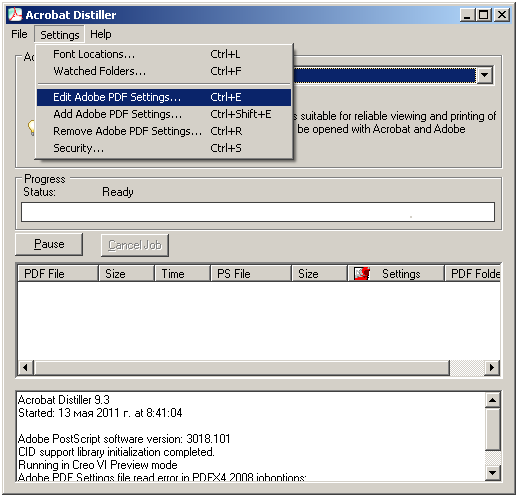 Acrobat Distiller
File Settings Help
Font Locations... Ctrl+L
Watched Folders... Ctrl+F
Edit Adobe PDF Settings... Ctrl+E
Add Adobe PDF Settings... Ctrl+Shift+E
Remove Adobe PDF Settings... Ctrl+R
Security... Ctrl+S
suitable for reliable viewing and printing of
be opened with Acrobat and Adobe
Progress
Status: Ready
Pause Cancel Job
PDF File Size Time PS File Size Settings PDF Folde
Acrobat Distiller 9.3
Started: 13 мая 2011 г. at 8:41:04
Adobe PostScript software version: 3018.101
CID support library initialization completed.
Running in Creo VI Preview mode
Adobe PDF Settings file read error in PDFX4 2008 joboptions: